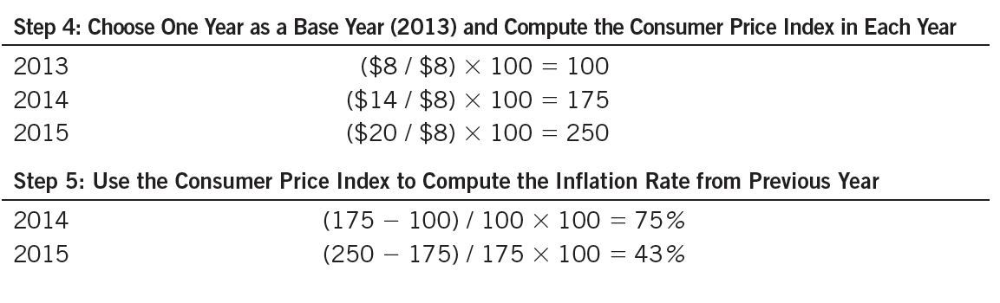 Step 4: Choose One Year as a Base Year (2013) and Compute the Consumer Price Index in Each Year
2013 ($8 / $8) × 100 = 100
2014 ($14 / $8) × 100 = 175
2015 ($20 / $8) × 100 = 250
Step 5: Use the Consumer Price Index to Compute the Inflation Rate from Previous Year
2014 (175 – 100) / 100 × 100 = 75%
2015 (250 – 175) / 175 × 100 = 43%